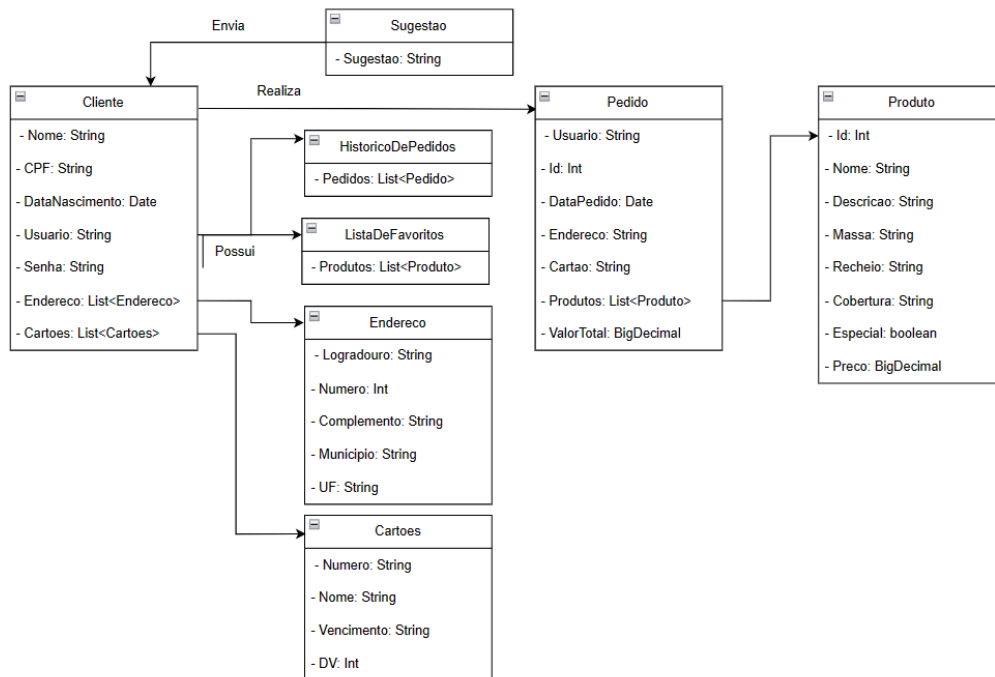 Envia
Sugestao
- Sugestao: String
Cliente
- Nome: String
- CPF: String
- DataNascimento: Date
- Usuario: String
- Senha: String
- Endereco: List<Endereco>
- Cartoes: List<Cartoes>
Realiza
Possui
HistoricoDePedidos
- Pedidos: List<Pedido>
ListaDeFavoritos
- Produtos: List<Produto>
Endereco
- Logradouro: String
- Numero: Int
- Complemento: String
- Municipio: String
- UF: String
Cartoes
- Numero: String
- Nome: String
- Vencimento: String
- DV: Int
Pedido
- Usuario: String
- Id: Int
- DataPedido: Date
- Endereco: String
- Cartao: String
- Produtos: List<Produto>
- ValorTotal: BigDecimal
Produto
- Id: Int
- Nome: String
- Descricao: String
- Massa: String
- Recheio: String
- Cobertura: String
- Especial: boolean
- Preco: BigDecimal